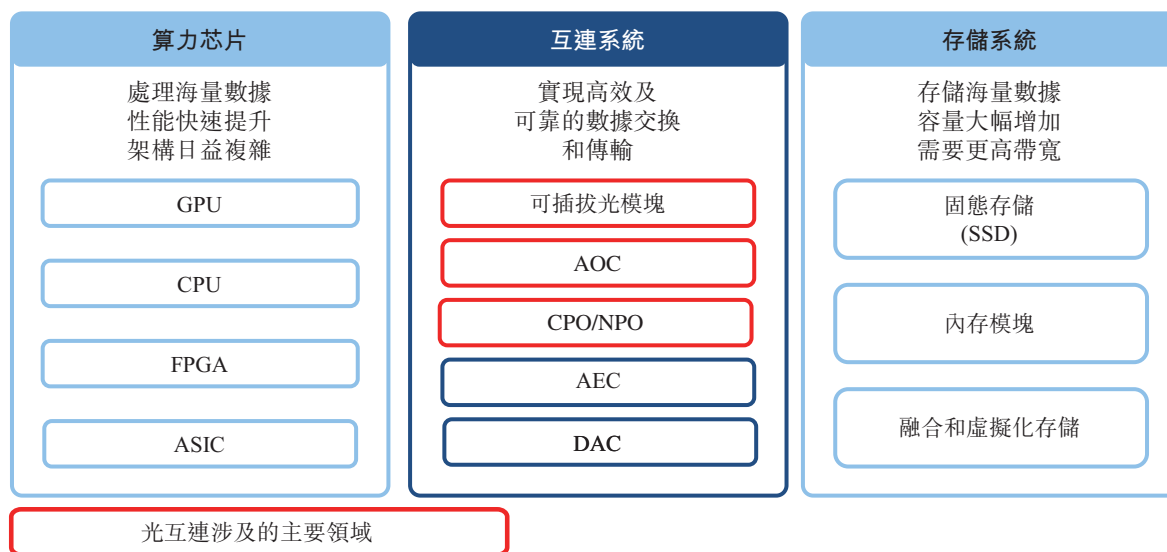 算力芯片
處理海量數據
性能快速提升
架構日益複雜
GPU
CPU
FPGA
ASIC
互連系統
實現高效及
可靠的數據交換
和傳輸
可插拔光模塊
AOC
CPO/NPO
AEC
DAC
存儲系統
存儲海量數據
容量大幅增加
需要更高帶寬
固態存儲
(SSD)
內存模塊
融合和虛擬化存儲
光互連涉及的主要領域